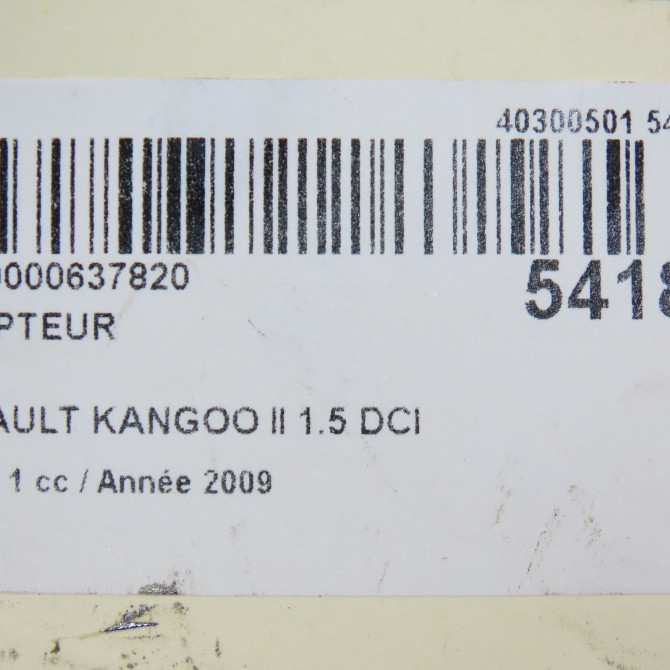 40300501 54
0000637820
5418
PTEUR
AULT KANGOO II 1.5 DCI
1 cc / Année 2009